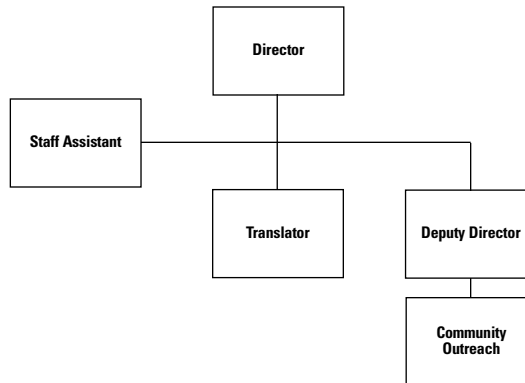 Director
Staff Assistant
Translator
Deputy Director
Community
Outreach